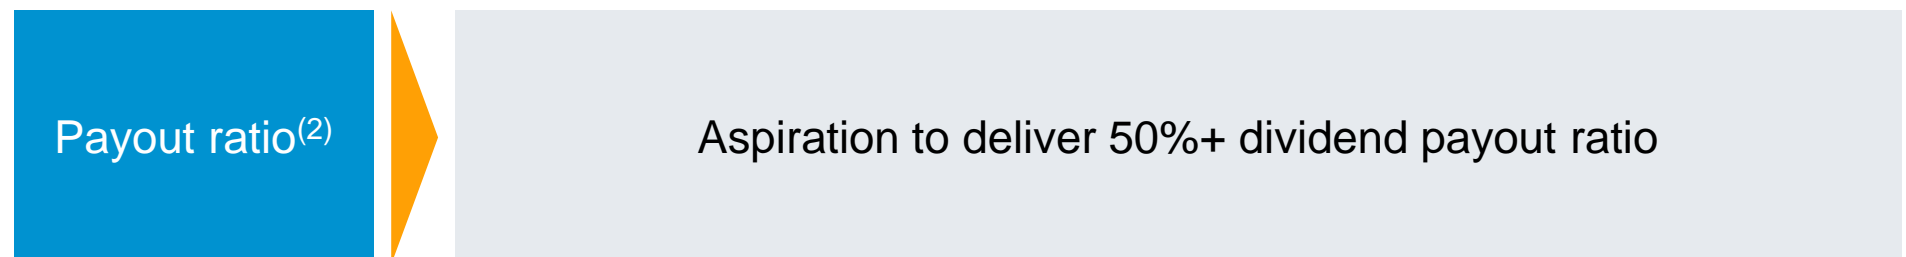 Payout ratio(2)
Aspiration to deliver 50%+ dividend payout ratio